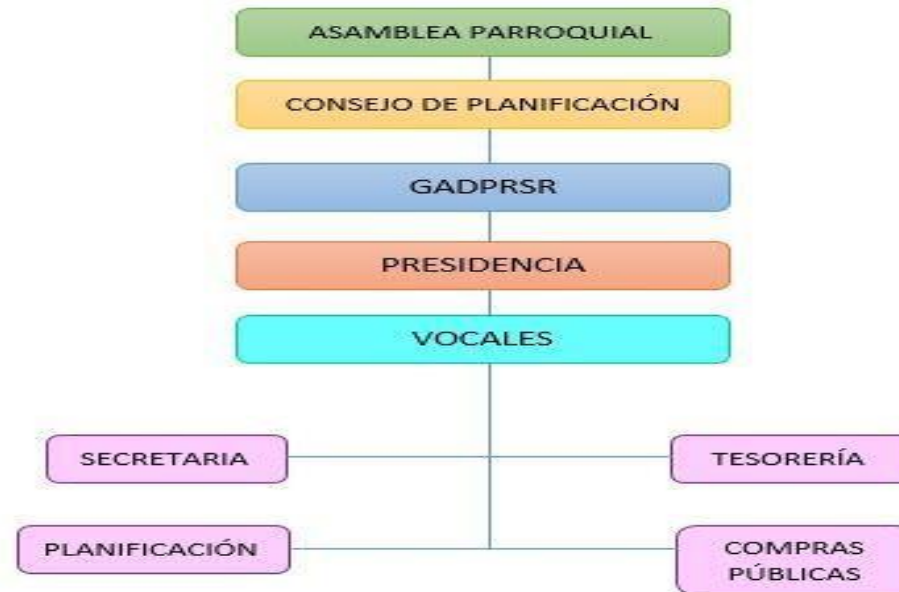 ASAMBLEA PARROQUIAL
CONSEJO DE PLANIFICACIÓN
GADPRSR
PRESIDENCIA
VOCALES
SECRETARIA
TESORERÍA
PLANIFICACIÓN
COMPRAS
PÚBLICAS